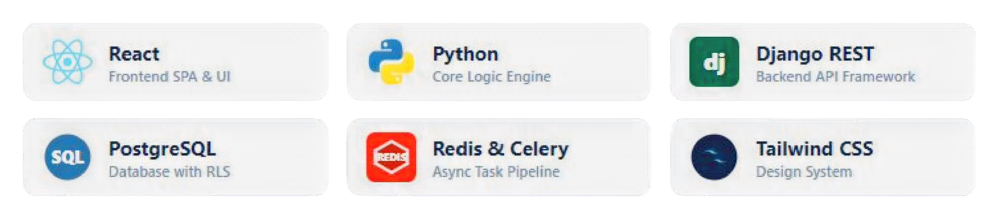 React
Frontend SPA & UI
Python
Core Logic Engine
dj
Django REST
Backend API Framework
SQL
PostgreSQL
Database with RLS
REDIS
Redis & Celery
Async Task Pipeline
Tailwind CSS
Design System